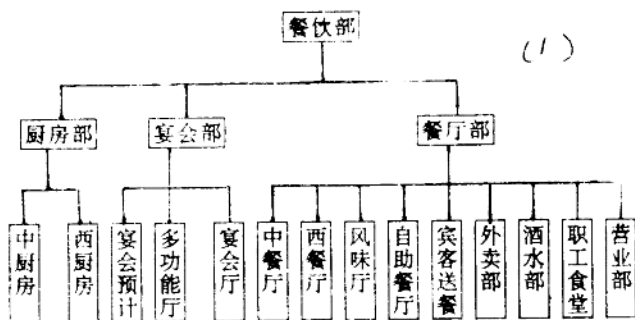 餐饮部
(1)
厨房部
宴会部
餐厅部
中厨房
西厨房
宴会预计
多功能厅
宴会厅
中餐厅
西餐厅
风味厅
自助餐厅
宾客送餐
外卖部
酒水部
职工食堂
营业部